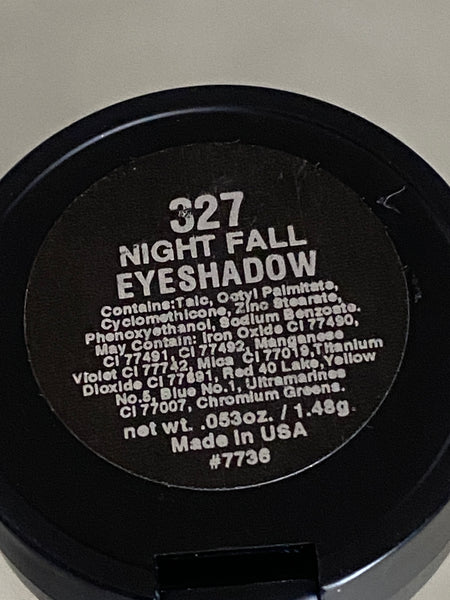 327
NIGHT FALL
EYESHADOW
Contains:Talc, Octyl Palmitate,
Cyclomethicone, Zinc Stearate,
Phenoxyethanol, Sodium Benzoate.
May Contain: Iron Oxide CI 77490,
CI 77491, CI 77492, Manganese
Violet CI 77742, Mica CI 77019,Titanium
Dioxide CI 77891, Red 40 Lake,Yellow
No.5, Blue No.1, Ultramarines
CI 77007, Chromium Greens.
net wt. .053oz. / 1.48g.
Made in USA
#7736